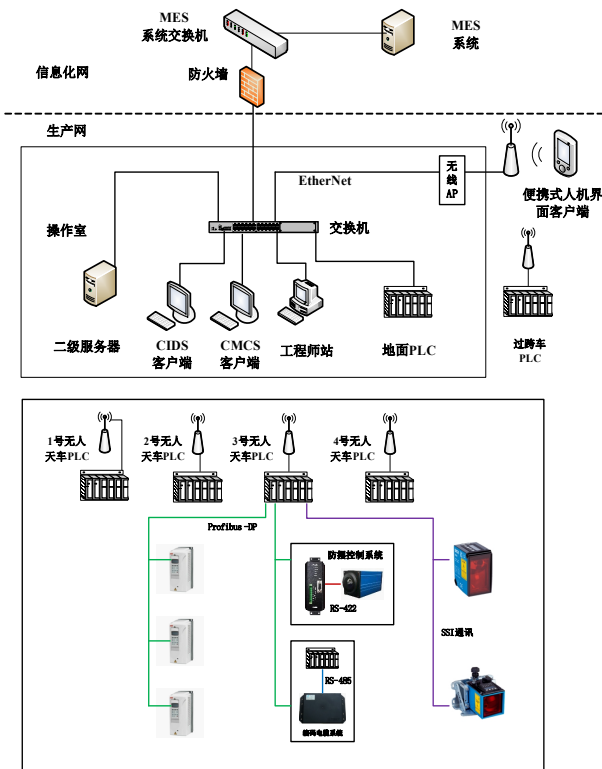 MES
系统交换机
MES
系统
信息化网
防火墙
生产网
EtherNet
无
线
AP
便携式人机界
面客户端
操作室
交换机
二级服务器
CIDS
客户端
CMCS
客户端
工程师站
地面PLC
过跨车
PLC
1号无人
天车PLC
2号无人
天车PLC
3号无人
天车PLC
4号无人
天车PLC
Profibus-DP
防摇控制系统
RS-422
SSI通讯
RS-485
编码电缆系统